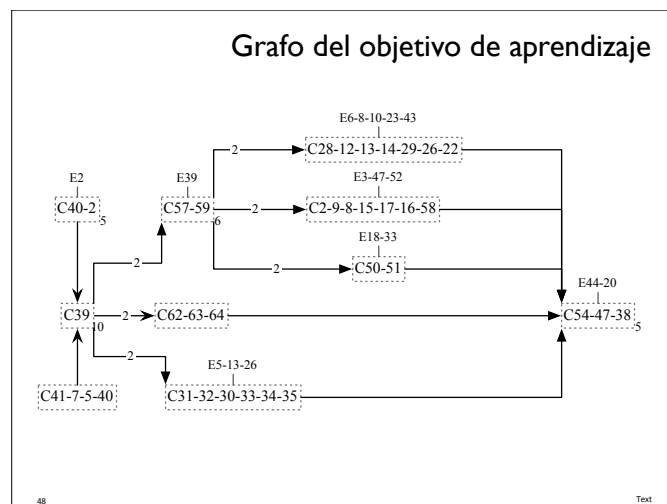 Grafo del objetivo de aprendizaje
E6-8-10-23-43
2
C28-12-13-14-29-26-22
E2
E39
E3-47-52
C40-2
5
C57-59
6
2
C2-9-8-15-17-16-58
E18-33
2
2
C50-51
E44-20
C39
10
2
C62-63-64
C54-47-38
5
2
E5-13-26
C41-7-5-40
C31-32-30-33-34-35
48
Text